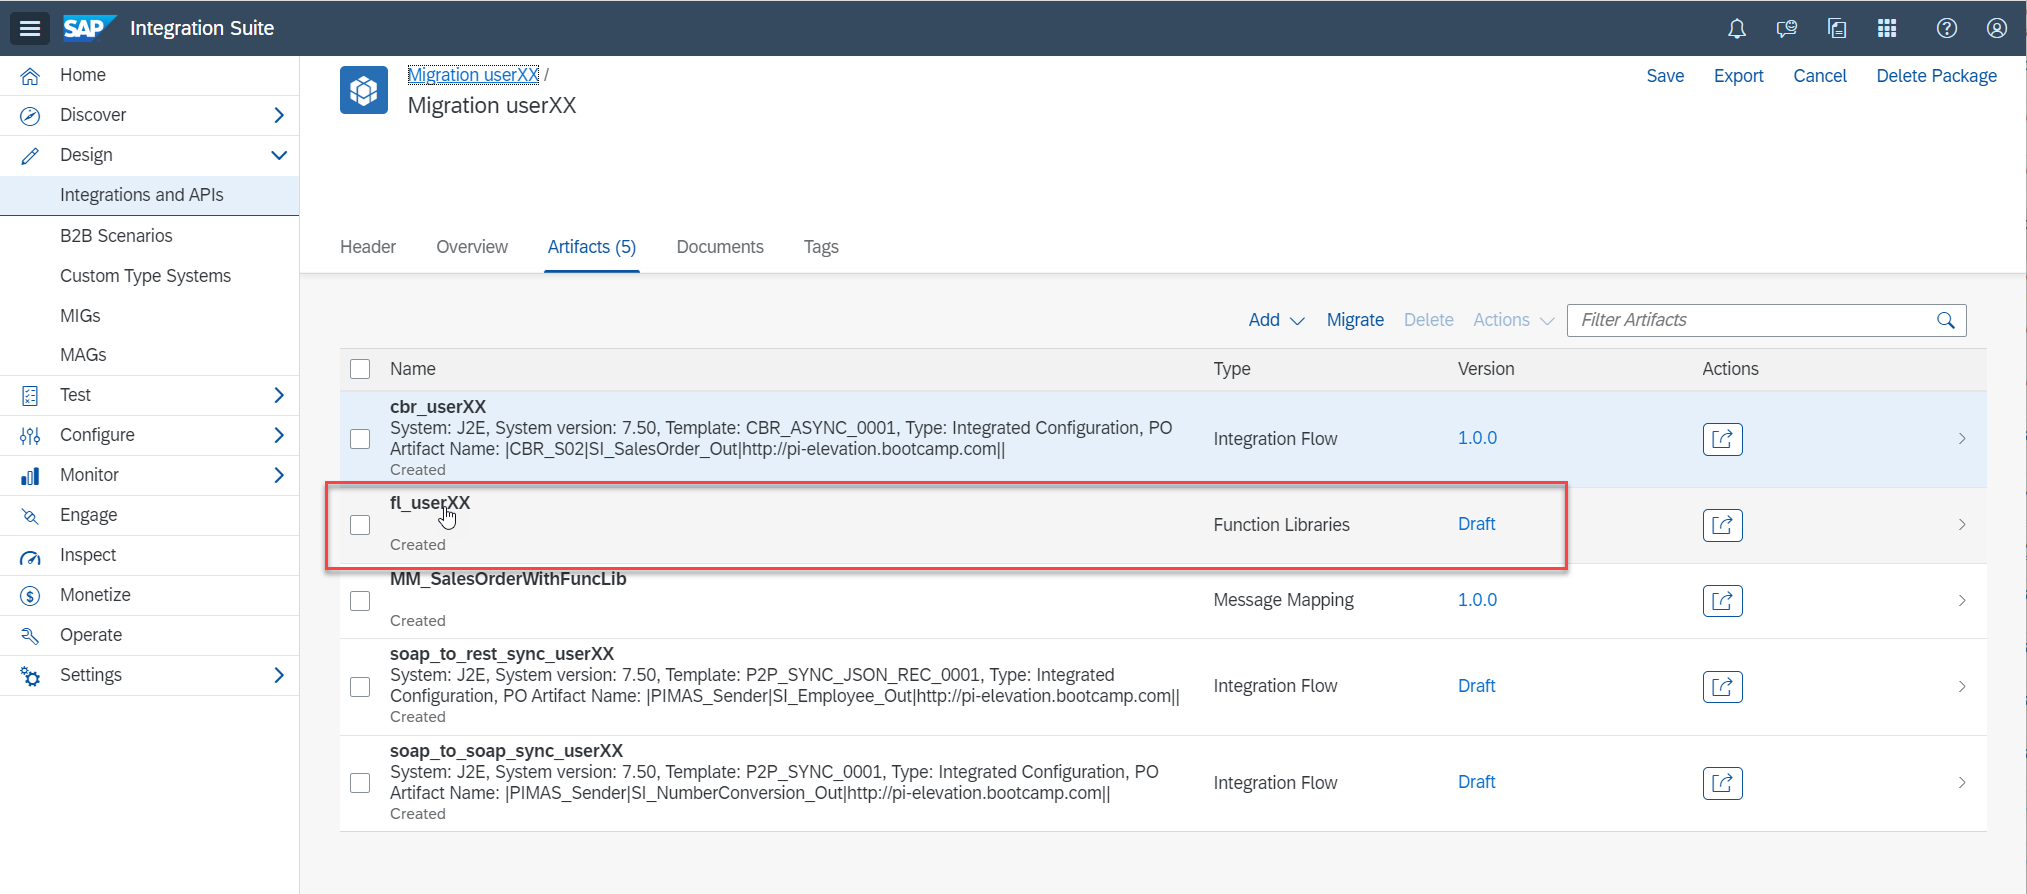 SAP Integration Suite
Home
Discover
Design
Integrations and APIs
B2B Scenarios
Custom Type Systems
MIGs
MAGs
Test
Configure
Monitor
Engage
Inspect
Monetize
Operate
Settings
Migration userXX /
Migration userXX
Save Export Cancel Delete Package
Header Overview Artifacts (5) Documents Tags
Add Migrate Delete Actions Filter Artifacts
Name Type Version Actions
cbr_userXX
System: J2E, System version: 7.50, Template: CBR_ASYNC_0001, Type: Integrated Configuration, PO
Artifact Name: |CBR_S02|SI_SalesOrder_Out|http://pi-elevation.bootcamp.com||
Created
Integration Flow 1.0.0
fl_userXX
Created
Function Libraries Draft
MM_SalesOrderWithFuncLib
Created
Message Mapping 1.0.0
soap_to_rest_sync_userXX
System: J2E, System version: 7.50, Template: P2P_SYNC_JSON_REC_0001, Type: Integrated
Configuration, PO Artifact Name: |PIMAS_Sender|SI_Employee_Out|http://pi-elevation.bootcamp.com||
Created
Integration Flow Draft
soap_to_soap_sync_userXX
System: J2E, System version: 7.50, Template: P2P_SYNC_0001, Type: Integrated Configuration, PO
Artifact Name: |PIMAS_Sender|SI_NumberConversion_Out|http://pi-elevation.bootcamp.com||
Created
Integration Flow Draft